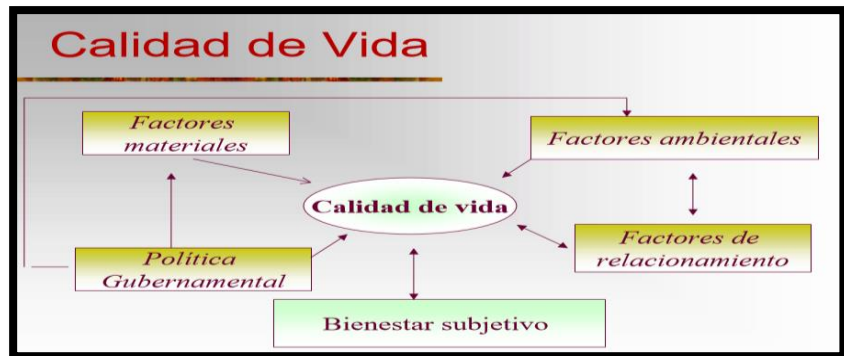 Calidad de Vida
Factores
materiales
Factores ambientales
Calidad de vida
Política
Gubernamental
Factores de
relacionamiento
Bienestar subjetivo